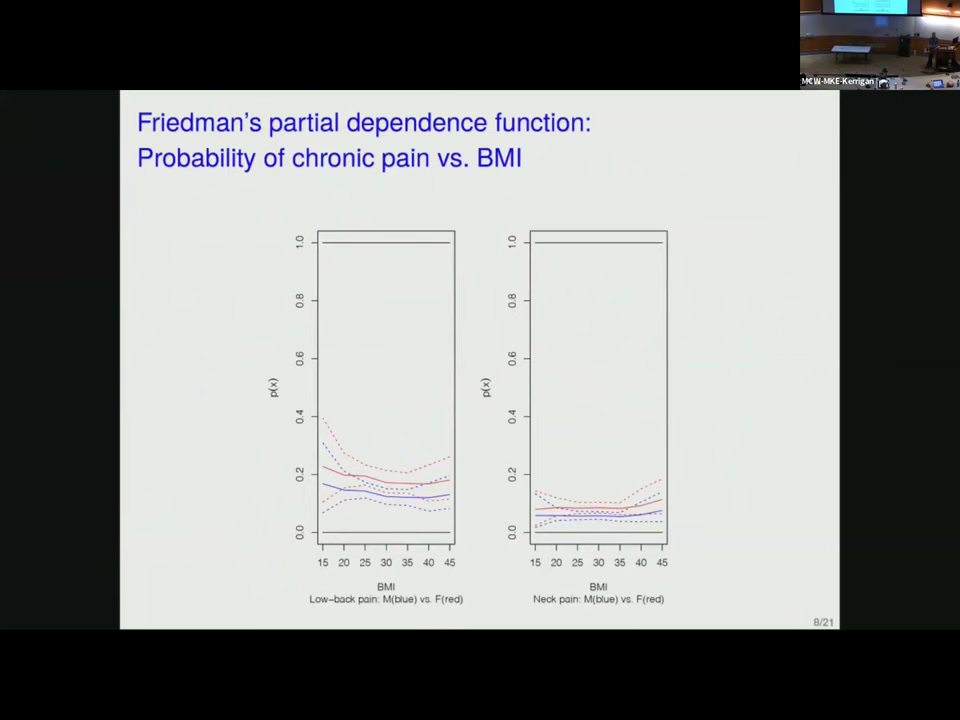 MCW-MKE-Kerrigan
Friedman's partial dependence function:
Probability of chronic pain vs. BMI
1.0
0.8
0.6
0.4
0.2
0.0
p(x)
15 20 25 30 35 40 45
BMI
Low−back pain: M(blue) vs. F(red)
1.0
0.8
0.6
0.4
0.2
0.0
p(x)
15 20 25 30 35 40 45
BMI
Neck pain: M(blue) vs. F(red)
8/21